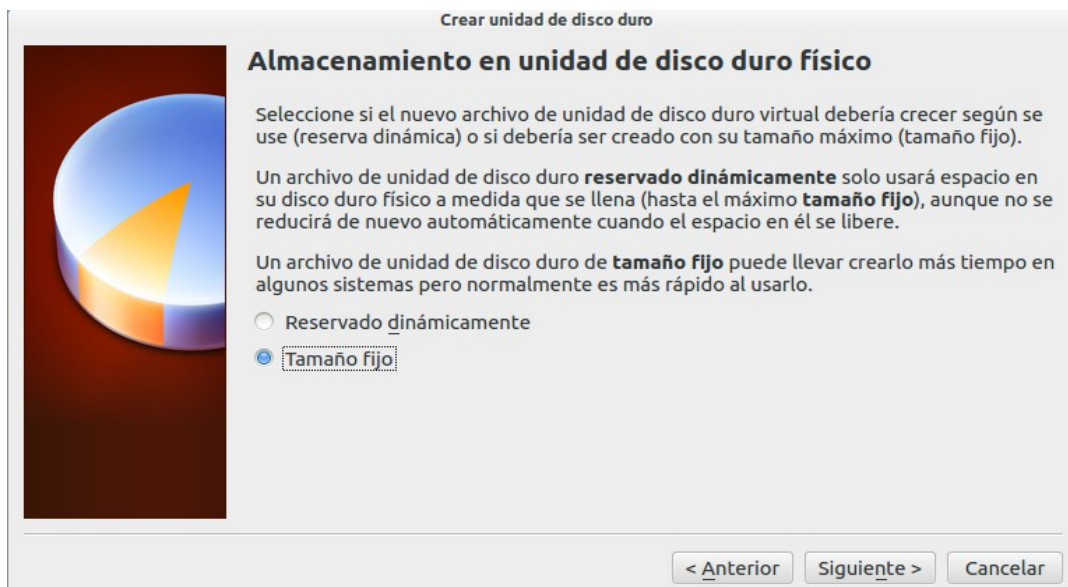 Crear unidad de disco duro
Almacenamiento en unidad de disco duro físico
Seleccione si el nuevo archivo de unidad de disco duro virtual debería crecer según se
use (reserva dinámica) o si debería ser creado con su tamaño máximo (tamaño fijo).
Un archivo de unidad de disco duro reservado dinámicamente solo usará espacio en
su disco duro físico a medida que se llena (hasta el máximo tamaño fijo), aunque no se
reducirá de nuevo automáticamente cuando el espacio en él se libere.
Un archivo de unidad de disco duro de tamaño fijo puede llevar crearlo más tiempo en
algunos sistemas pero normalmente es más rápido al usarlo.
Reservado dinámicamente
Tamaño fijo
< Anterior Siguiente > Cancelar